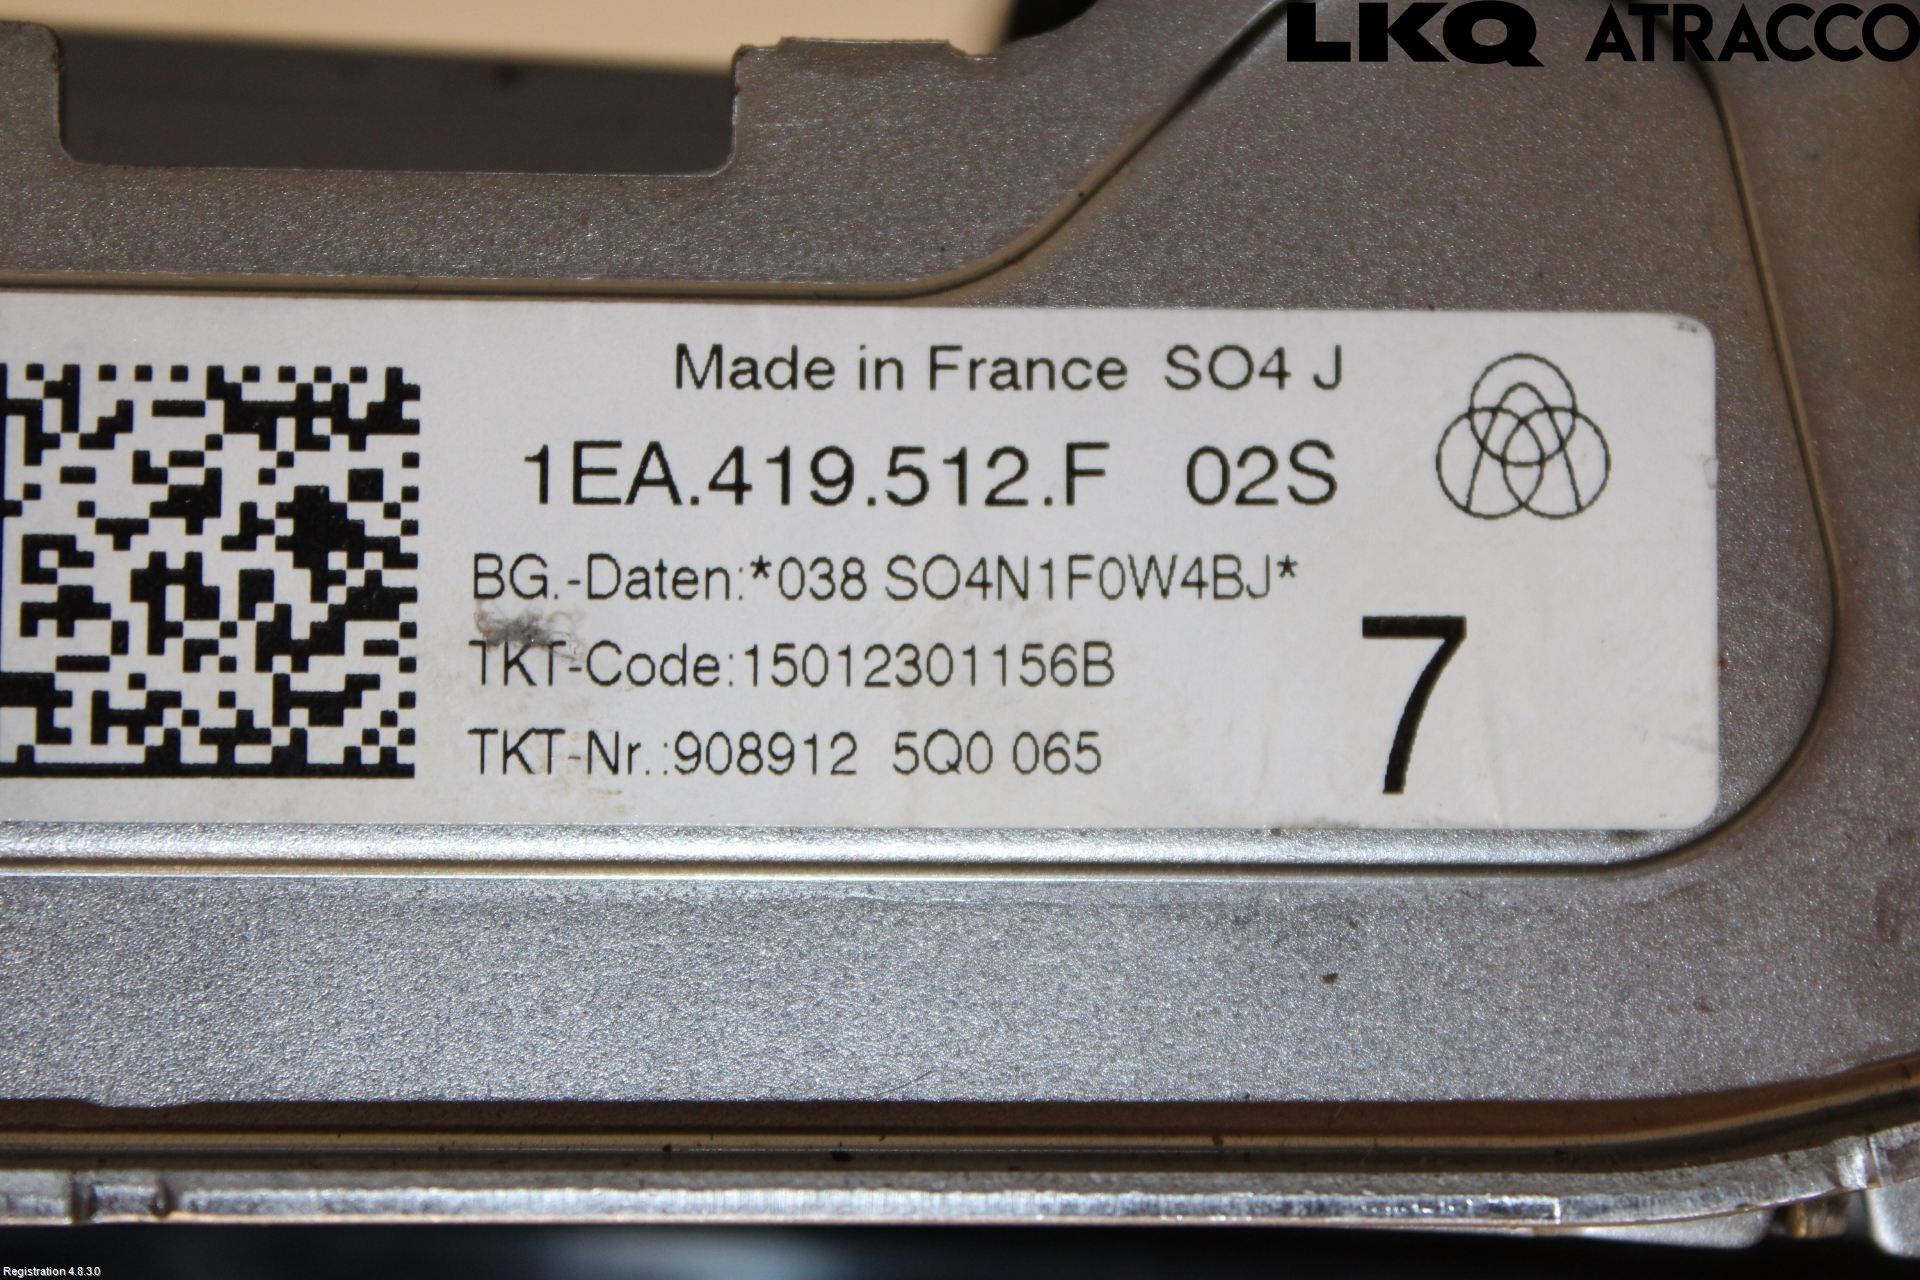 LKQ ATRACCO
Made in France SO4 J
1EA.419.512.F 02S
BG.-Daten:*038 SO4N1F0W4BJ*
TKT-Code:15012301156B
TKT-Nr.:908912 5Q0 065
7
Registration 4.8.3.0